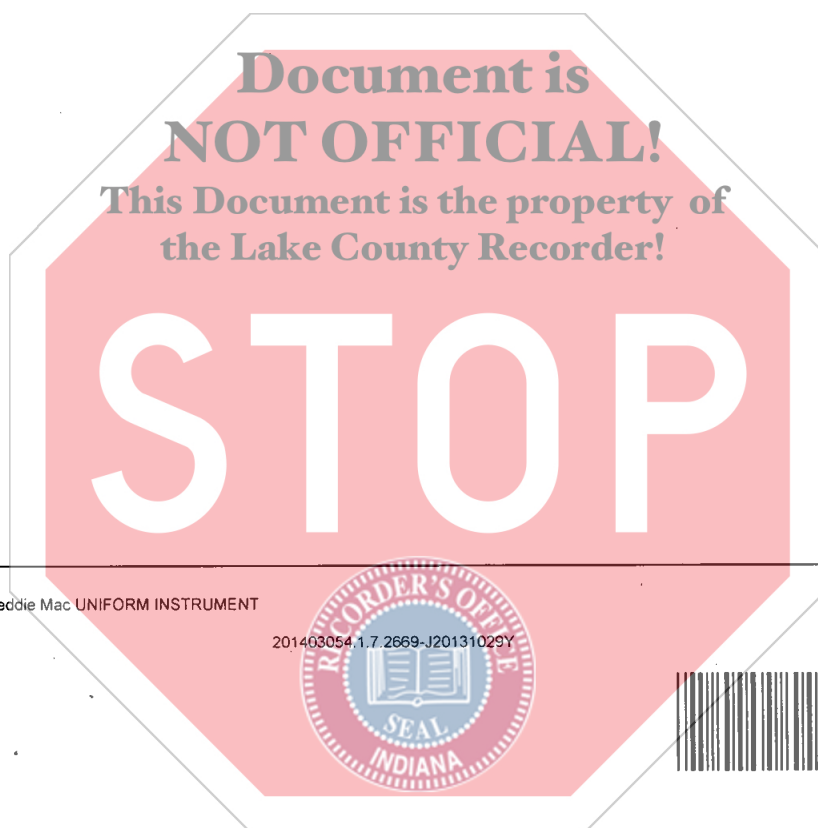 Document is
NOT OFFICIAL!
This Document is the property of
the Lake County Recorder!
STOP
eddie Mac UNIFORM INSTRUMENT
201403054.1.7.2669-J20131029Y
RECORDER'S OFFICE
SEAL
INDIANA